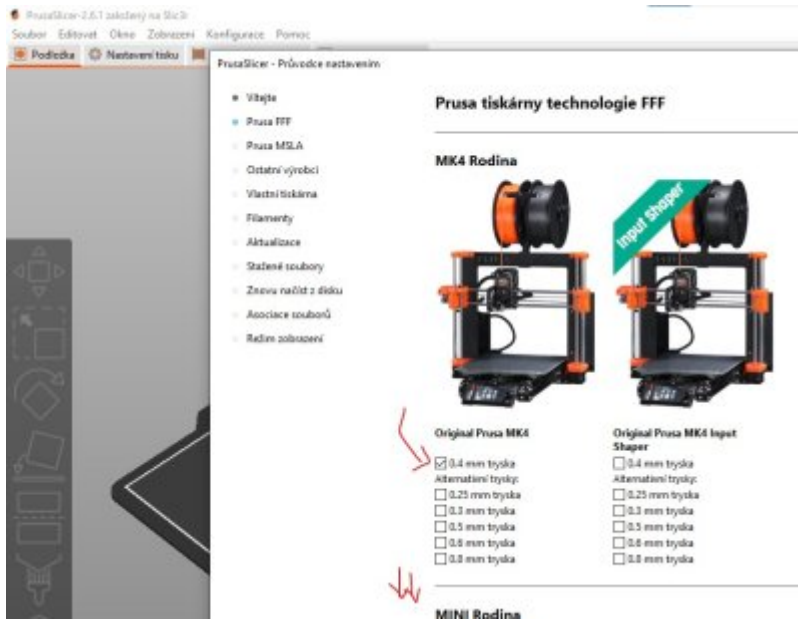 PrusaSlicer-2.6.1 založený na Slic3r
Soubor Editovat Okno Zobrazení Konfigurace Pomoc
Podložka Nastavení tisku
PrusaSlicer - Průvodce nastavením
Vítejte
Prusa FFF
Prusa MSLA
Ostatní výrobci
Vlastní tiskárna
Filamenty
Aktualizace
Stažené soubory
Znovu načíst z disku
Asociace souborů
Režim zobrazení
Prusa tiskárny technologie FFF
MK4 Rodina
Input Shaper
Original Prusa MK4
0.4 mm tryska
Alternativní trysky:
0.25 mm tryska
0.3 mm tryska
0.5 mm tryska
0.6 mm tryska
0.8 mm tryska
Original Prusa MK4 Input
Shaper
0.4 mm tryska
Alternativní trysky:
0.25 mm tryska
0.3 mm tryska
0.5 mm tryska
0.6 mm tryska
0.8 mm tryska
MINI Rodina